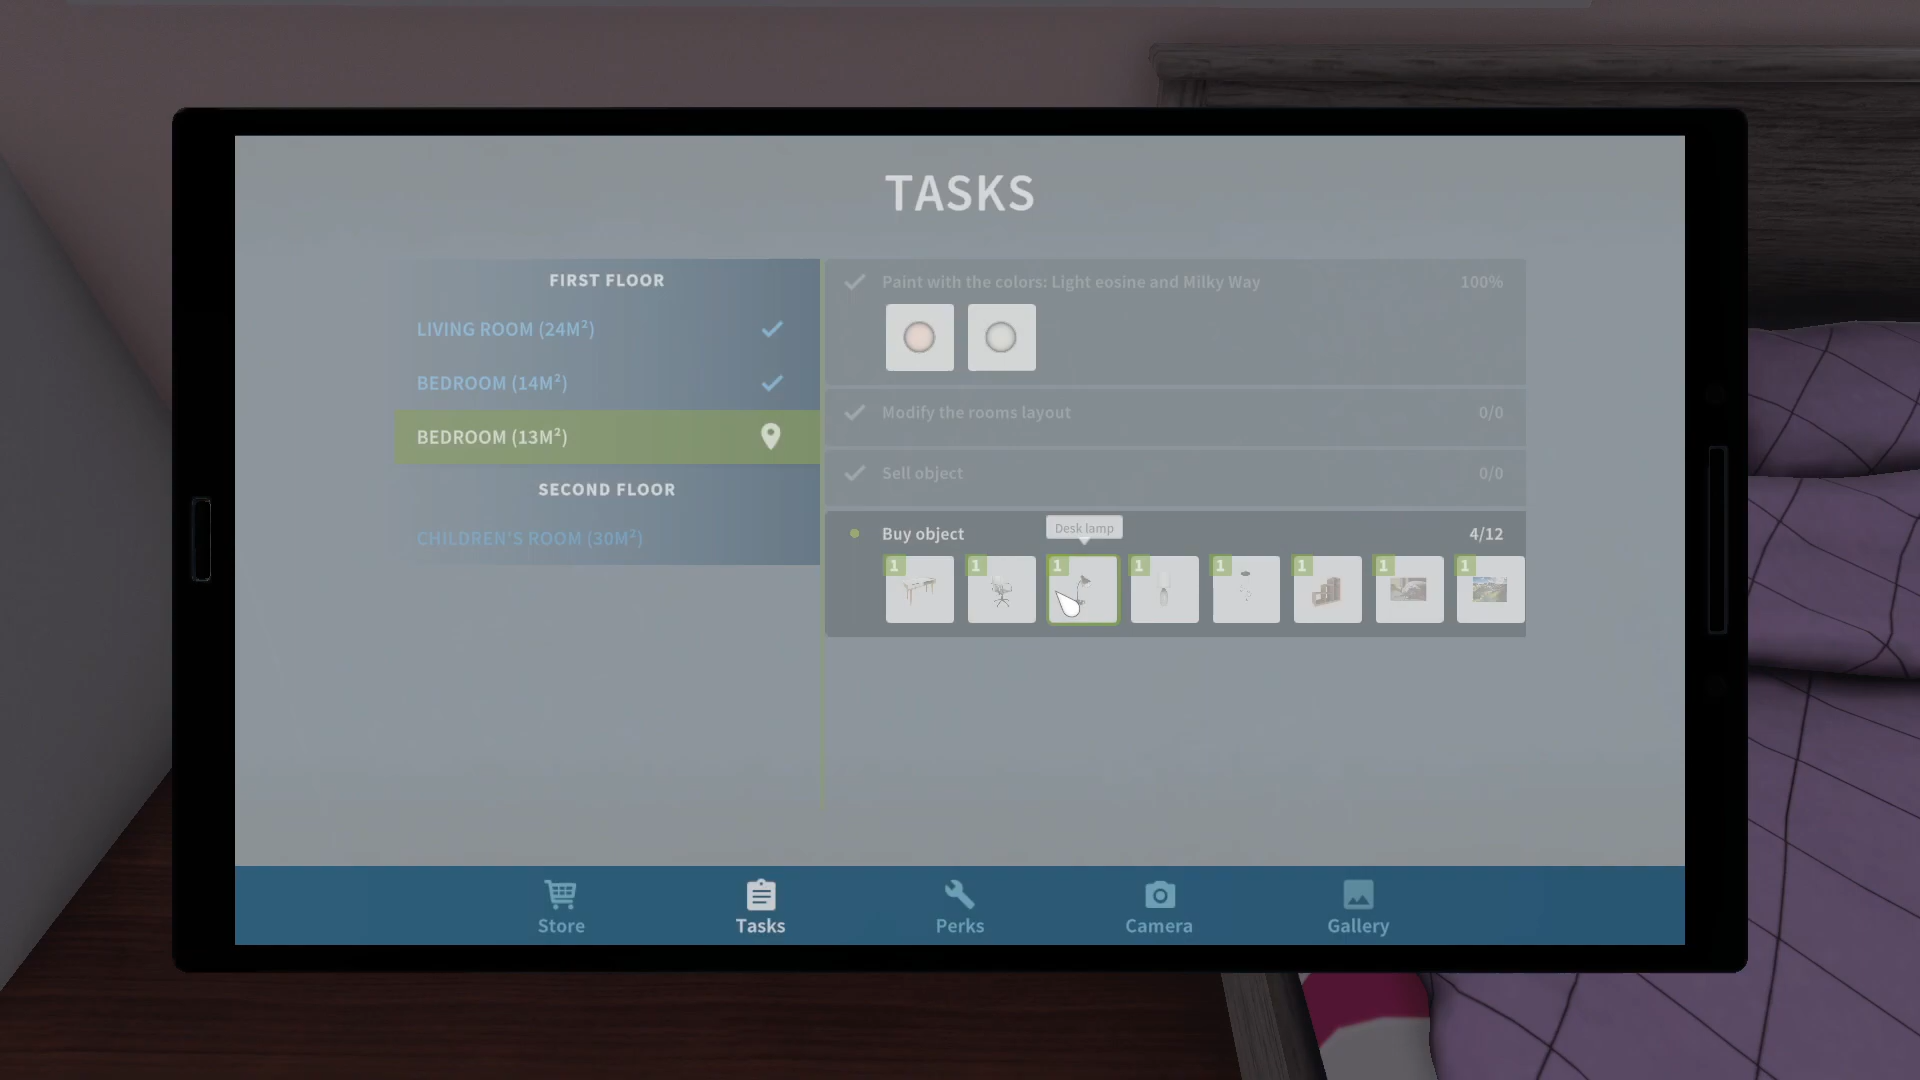 TASKS
FIRST FLOOR
LIVING ROOM (24M²)
BEDROOM (14M²)
BEDROOM (13M²)
SECOND FLOOR
CHILDREN'S ROOM (30M²)
Paint with the colors: Light eosine and Milky Way 100%
Modify the rooms layout 0/0
Sell object 0/0
Buy object 4/12
Desk lamp
1 1 1 1 1 1 1 1
Store Tasks Perks Camera Gallery